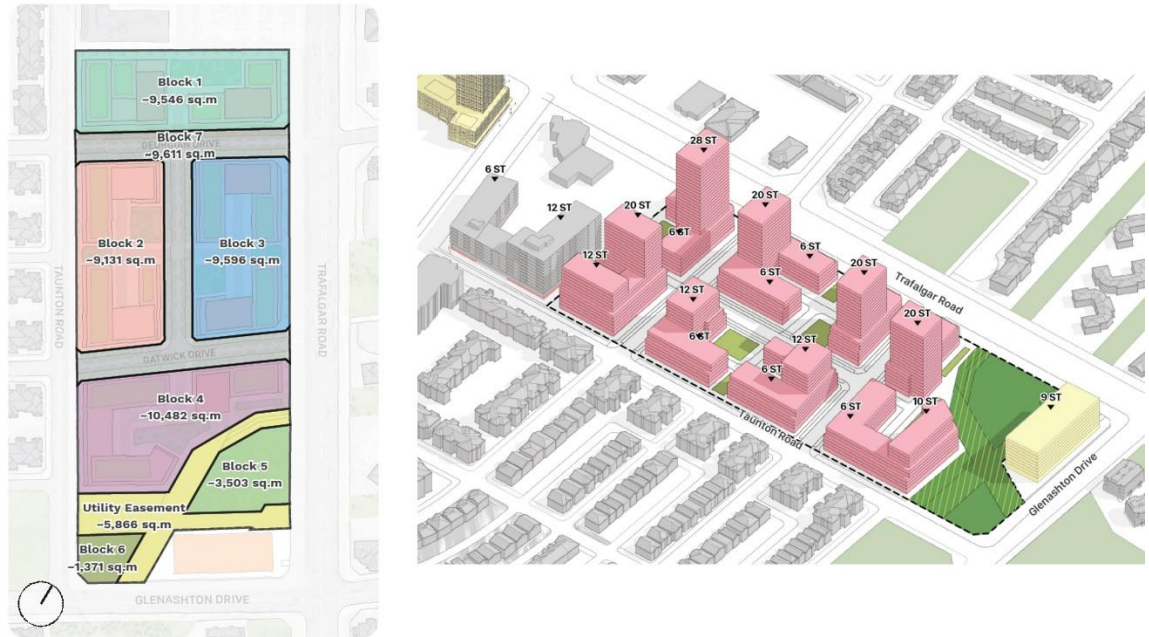 Block 1
~9,546 sq.m
Block 7
GEORGIAN DRIVE
~9,611 sq.m
Block 2
~9,131 sq.m
Block 3
~9,596 sq.m
TAUNTON ROAD
TRAFALGAR ROAD
GATWICK DRIVE
Block 4
~10,482 sq.m
Block 5
~3,503 sq.m
Utility Easement
~5,866 sq.m
Block 6
~1,371 sq.m
GLENASHTON DRIVE
28 ST
6 ST
20 ST
12 ST
20 ST
6 ST
6 ST
12 ST
20 ST
6 ST
12 ST
Trafalgar Road
20 ST
6 ST
12 ST
6 ST
9 ST
10 ST
6 ST
Taunton Road
Glenashton Drive